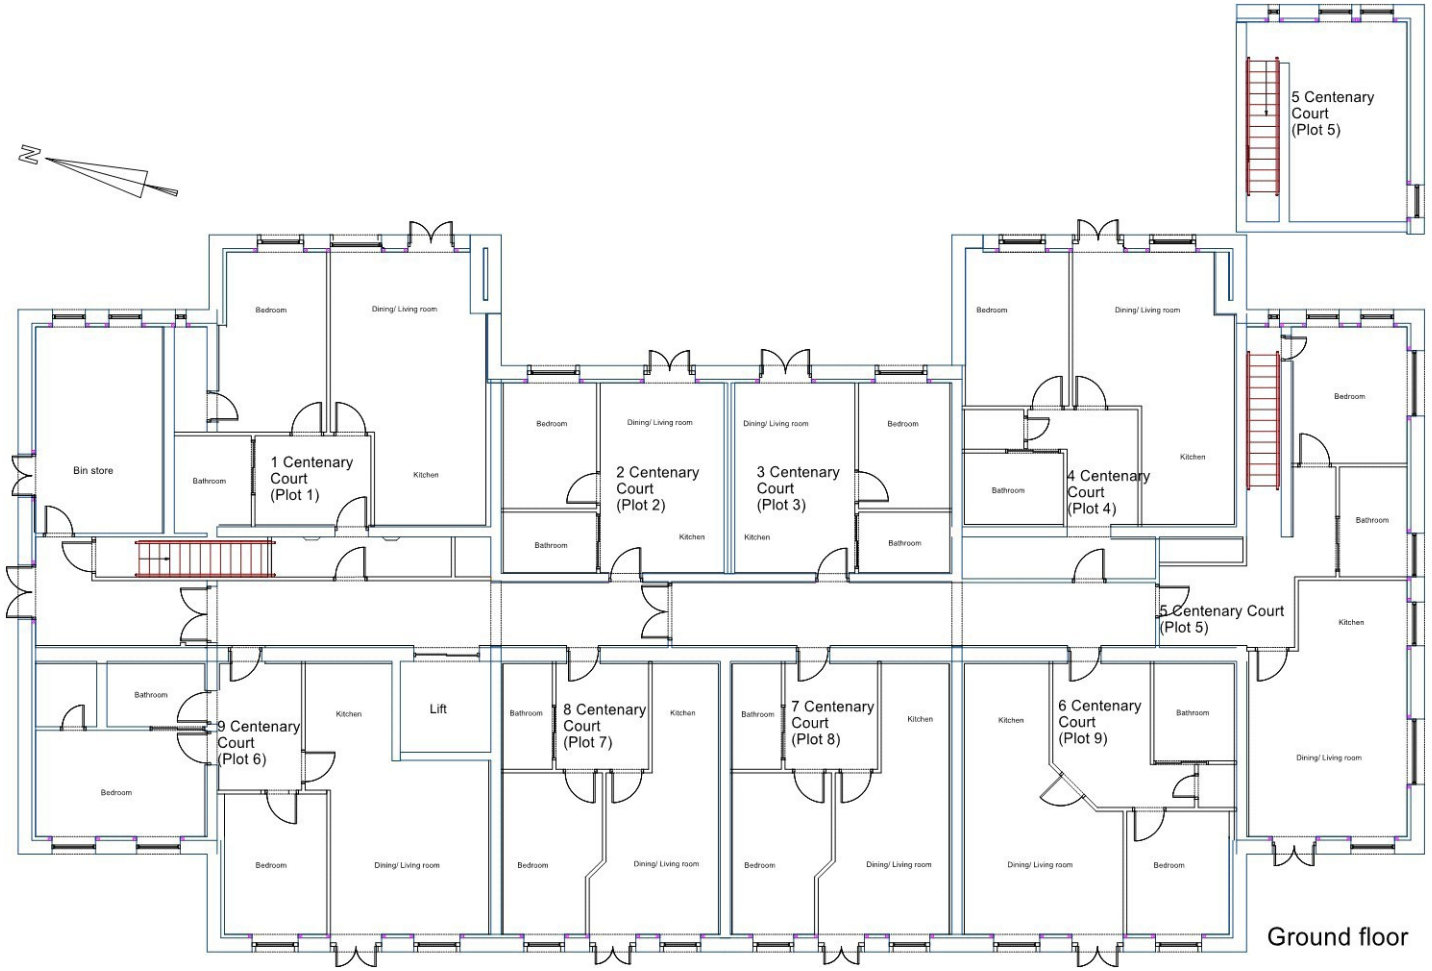 5 Centenary
Court
(Plot 5)
N
Bedroom
Dining/ Living room
Bedroom
Dining/ Living room
Bin store
Bathroom
1 Centenary
Court
(Plot 1)
Kitchen
Bedroom
Dining/ Living room
2 Centenary
Court
(Plot 2)
Bathroom
Kitchen
Dining/ Living room
Bedroom
3 Centenary
Court
(Plot 3)
Kitchen
Bathroom
Kitchen
Bathroom
4 Centenary
Court
(Plot 4)
Bedroom
Bathroom
5 Centenary Court
(Plot 5)
Kitchen
Dining/ Living room
Bathroom
Bedroom
9 Centenary
Court
(Plot 6)
Kitchen
Lift
Bedroom
Dining/ Living room
Bathroom
8 Centenary
Court
(Plot 7)
Kitchen
Bedroom
Dining/ Living room
Bathroom
7 Centenary
Court
(Plot 8)
Kitchen
Bedroom
Dining/ Living room
Kitchen
6 Centenary
Court
(Plot 9)
Bathroom
Dining/ Living room
Bedroom
Ground floor